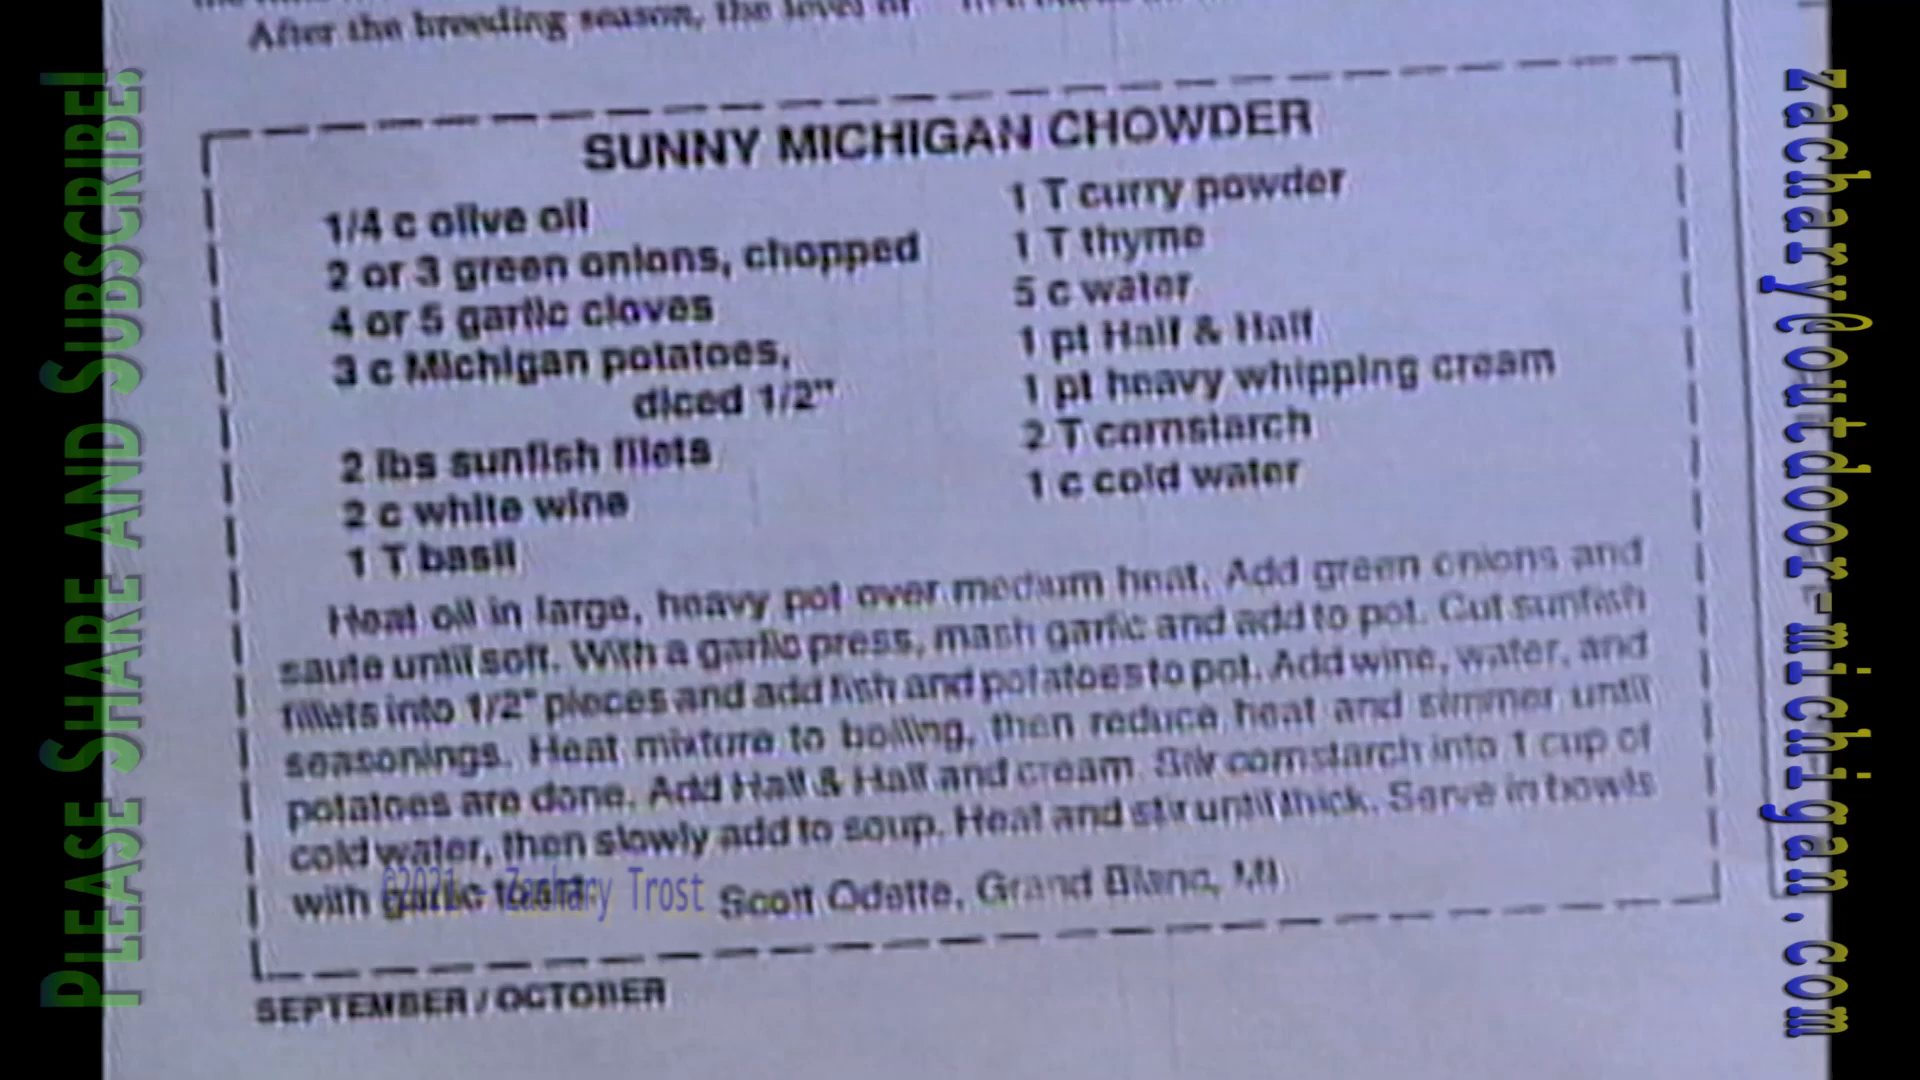 After the breeding season, the level of
SUNNY MICHIGAN CHOWDER
1/4 c olive oil
2 or 3 green onions, chopped
4 or 5 garlic cloves
3 c Michigan potatoes,
diced 1/2"
2 lbs sunfish filets
2 c white wine
1 T basil
1 T curry powder
1 T thyme
5 c water
1 pt Half & Half
1 pt heavy whipping cream
2 T cornstarch
1 c cold water
Heat oil in large, heavy pot over medium heat. Add green onions and
saute until soft. With a garlic press, mash garlic and add to pot. Cut sunfish
fillets into 1/2" pieces and add fish and potatoes to pot. Add wine, water, and
seasonings. Heat mixture to boiling, then reduce heat and simmer until
potatoes are done. Add Half & Half and cream. Stir cornstarch into 1 cup of
cold water, then slowly add to soup. Heat and stir until thick. Serve in bowls
with garlic toast. Scott Odette, Grand Blanc, MI
SEPTEMBER / OCTOBER
©2021 - Zachary Trost
PLEASE SHARE AND SUBSCRIBE!
zachary@outdoor-michigan.com